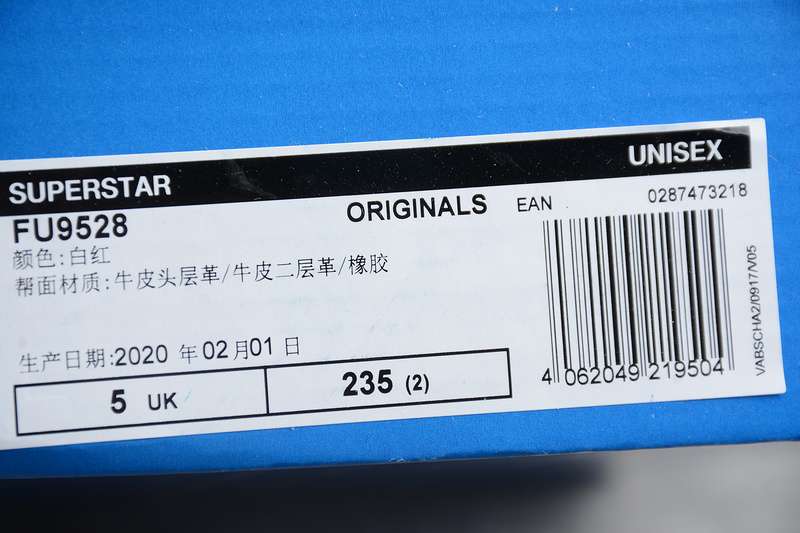 SUPERSTAR UNISEX
FU9528 ORIGINALS EAN 0287473218
颜色:白红
帮面材质:牛皮头层革/牛皮二层革/橡胶
生产日期:2020 年02月01 日
5 UK 235 (2)
4 062049 219504
VABSCHA2/0917/V05